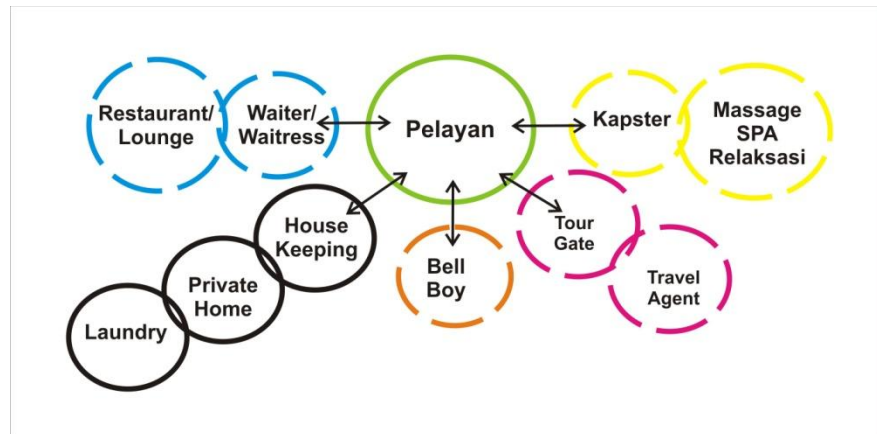 Restaurant/
Lounge
Waiter/
Waitress
Pelayan
Kapster
Massage
SPA
Relaksasi
House
Keeping
Private
Home
Laundry
Bell
Boy
Tour
Gate
Travel
Agent